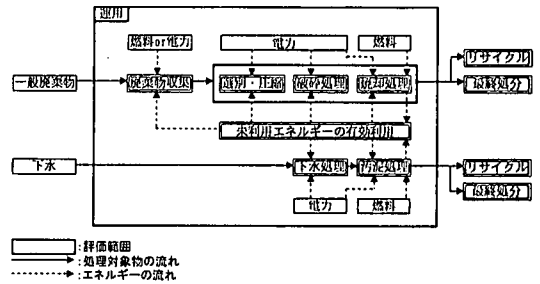 運用
燃料or電力 電力 燃料
一般廃棄物 廃棄物収集 選別・圧縮 破砕処理 焼却処理 リサイクル
最終処分
未利用エネルギーの有効利用
下水 下水処理 汚泥処理 リサイクル
最終処分
電力 燃料
:評価範囲
:処理対象物の流れ
:エネルギーの流れ